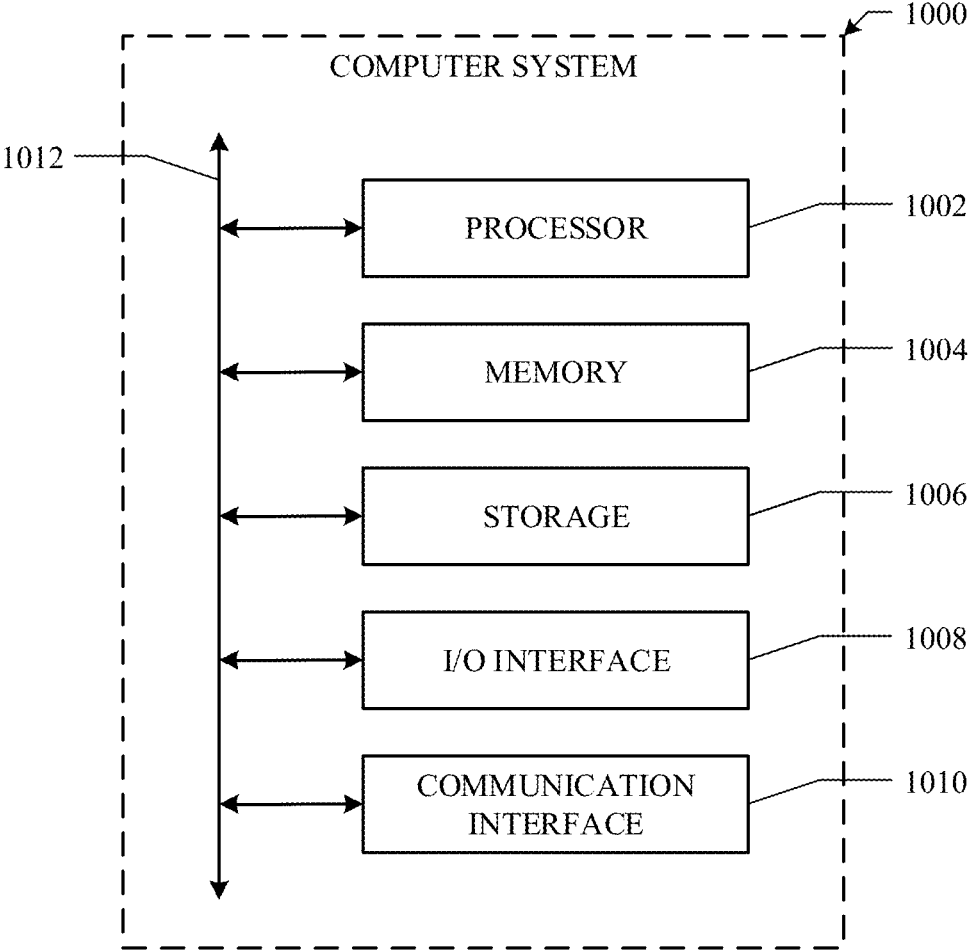 1000
COMPUTER SYSTEM
1012
PROCESSOR
1002
MEMORY
1004
STORAGE
1006
I/O INTERFACE
1008
COMMUNICATION
INTERFACE
1010